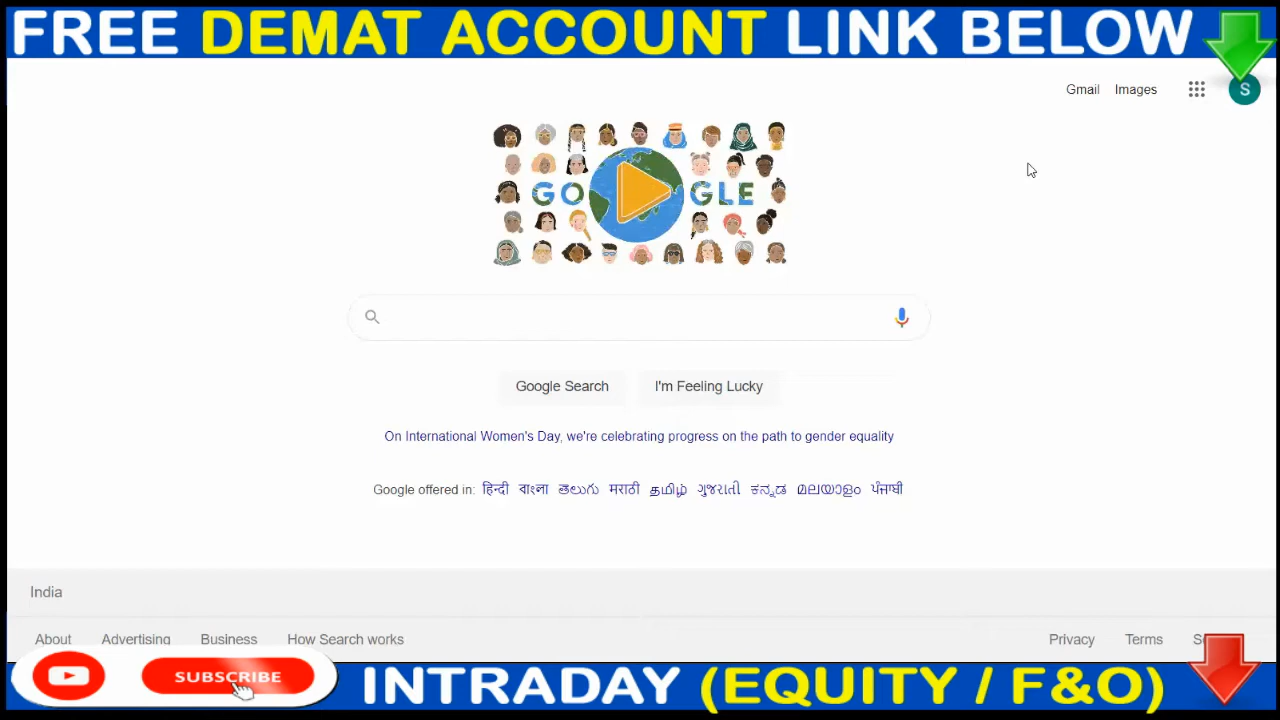 FREE DEMAT ACCOUNT LINK BELOW
Gmail Images
S
GO GLE
Google Search I'm Feeling Lucky
On International Women's Day, we're celebrating progress on the path to gender equality
Google offered in: हिन्दी বাংলা తెలుగు मराठी தமிழ் ગુજરાતી ಕನ್ನಡ മലയാളം ਪੰਜਾਬੀ
India
About Advertising Business How Search works Privacy Terms
SUBSCRIBE
INTRADAY (EQUITY / F&O)